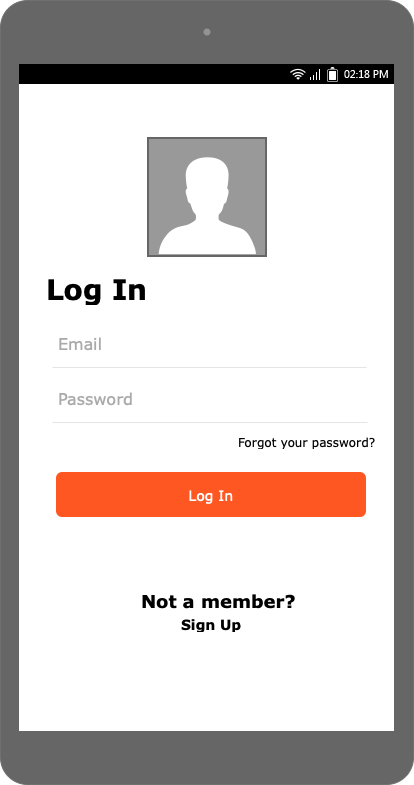 02:18 PM
Log In
Email
Password
Forgot your password?
Log In
Not a member?
Sign Up